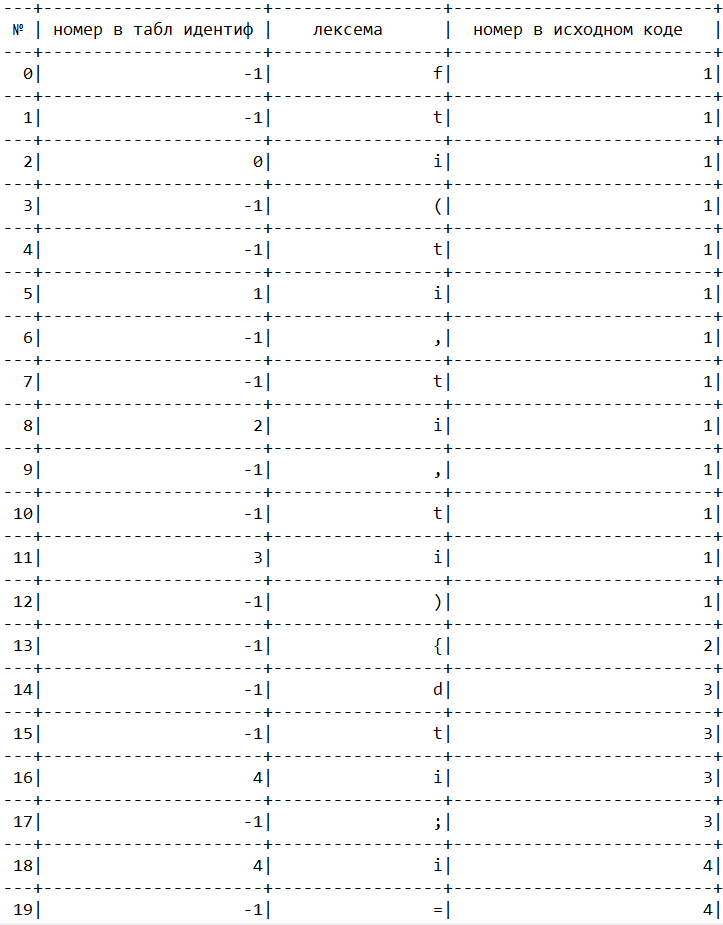 № | номер в табл идентиф | лексема | номер в исходном коде |
0| -1| f| 1|
1| -1| t| 1|
2| 0| i| 1|
3| -1| (| 1|
4| -1| t| 1|
5| 1| i| 1|
6| -1| ,| 1|
7| -1| t| 1|
8| 2| i| 1|
9| -1| ,| 1|
10| -1| t| 1|
11| 3| i| 1|
12| -1| )| 1|
13| -1| {| 2|
14| -1| d| 3|
15| -1| t| 3|
16| 4| i| 3|
17| -1| ;| 3|
18| 4| i| 4|
19| -1| =| 4|